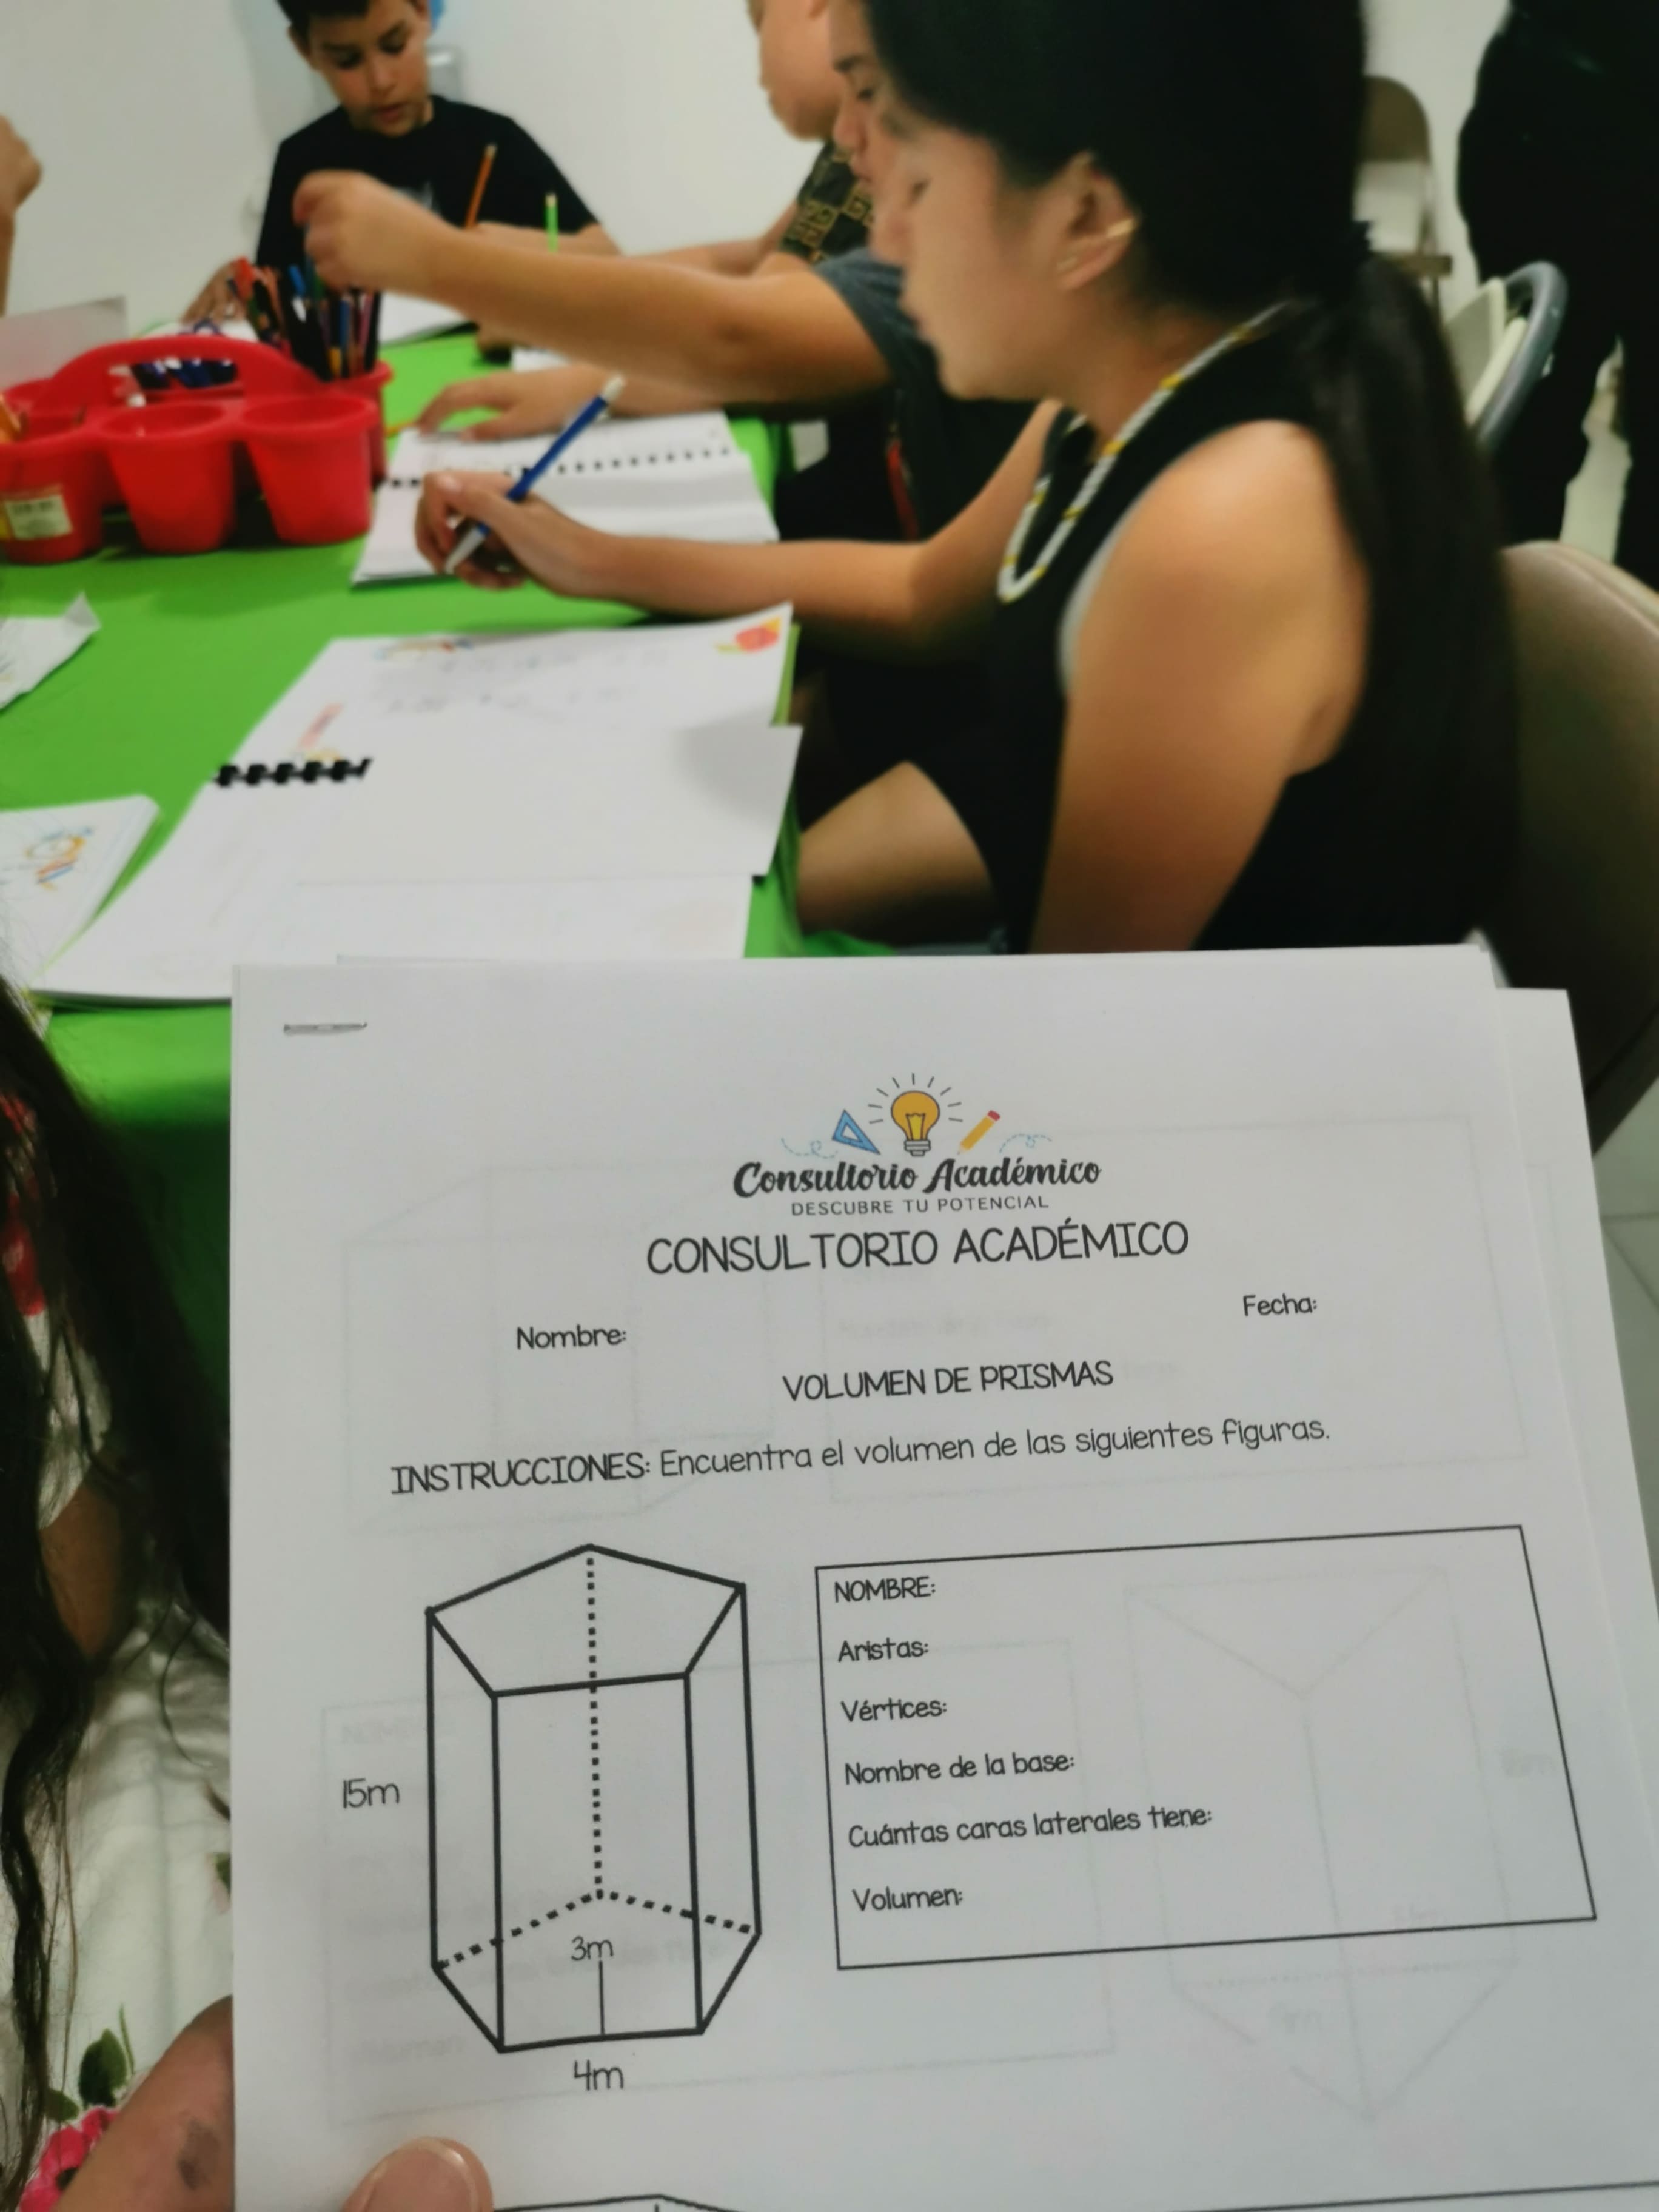 Consultorio Académico
DESCUBRE TU POTENCIAL
CONSULTORIO ACADÉMICO
Nombre:
Fecha:
VOLUMEN DE PRISMAS
INSTRUCCIONES: Encuentra el volumen de las siguientes figuras.
15m
3m
4m
NOMBRE:
Aristas:
Vértices:
Nombre de la base:
Cuántas caras laterales tiene:
Volumen: